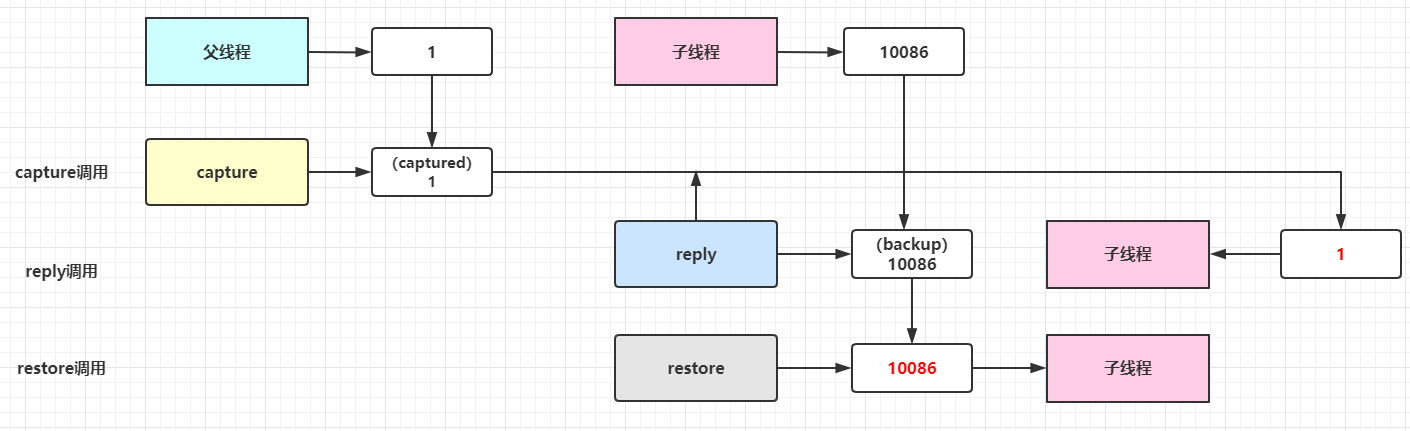 父线程
1
子线程
10086
capture调用
capture
（captured）
1
reply调用
reply
（backup）
10086
子线程
1
restore调用
restore
10086
子线程